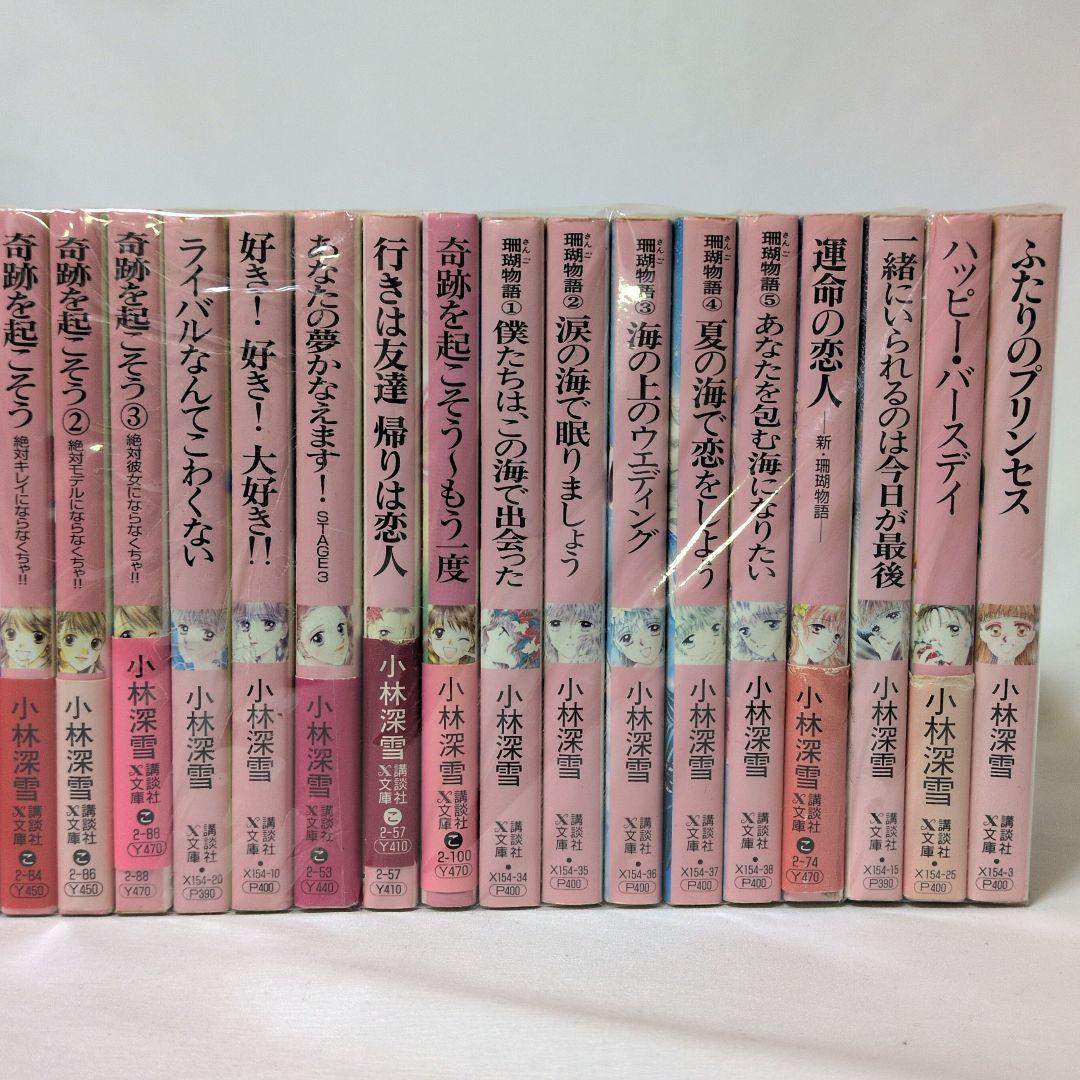 奇跡を起こそう
絶対キレイにならなくちゃ!!
小林深雪
講談社
X文庫
こ
2-84
Y450
奇跡を起こそう②
絶対モデルにならなくちゃ!!
小林深雪
講談社
X文庫
こ
2-86
Y450
奇跡を起こそう③
絶対彼女にならなくちゃ!!
小林深雪
講談社
X文庫
こ
2-88
Y470
2-88
Y470
ライバルなんてこわくない
小林深雪
講談社
X文庫
X154-20
P390
好き!好き!大好き!!
小林深雪
講談社
X文庫
X154-10
P400
あなたの夢かなえます!
STAGE3
小林深雪
講談社
X文庫
こ
2-53
Y440
行きは友達 帰りは恋人
小林深雪
講談社
X文庫
こ
2-57
Y410
2-57
Y410
奇跡を起こそう〜もう一度
小林深雪
講談社
X文庫
こ
2-100
Y470
さんご
珊瑚物語①
僕たちは、この海で出会った
小林深雪
講談社
X文庫
X154-34
P400
さんご
珊瑚物語②
涙の海で眠りましょう
小林深雪
講談社
X文庫
X154-35
P400
さんご
珊瑚物語③
海の上のウエディング
小林深雪
講談社
X文庫
X154-36
P400
さんご
珊瑚物語④
夏の海で恋をしよう
小林深雪
講談社
X文庫
X154-37
P400
さんご
珊瑚物語⑤
あなたを包む海になりたい
小林深雪
講談社
X文庫
X154-38
P400
運命の恋人
―新・珊瑚物語―
小林深雪
講談社
X文庫
こ
2-74
Y470
一緒にいられるのは今日が最後
小林深雪
講談社
X文庫
X154-15
P390
ハッピー・バースデイ
小林深雪
講談社
X文庫
X154-25
P400
ふたりのプリンセス
小林深雪
講談社
X文庫
X154-3
P400